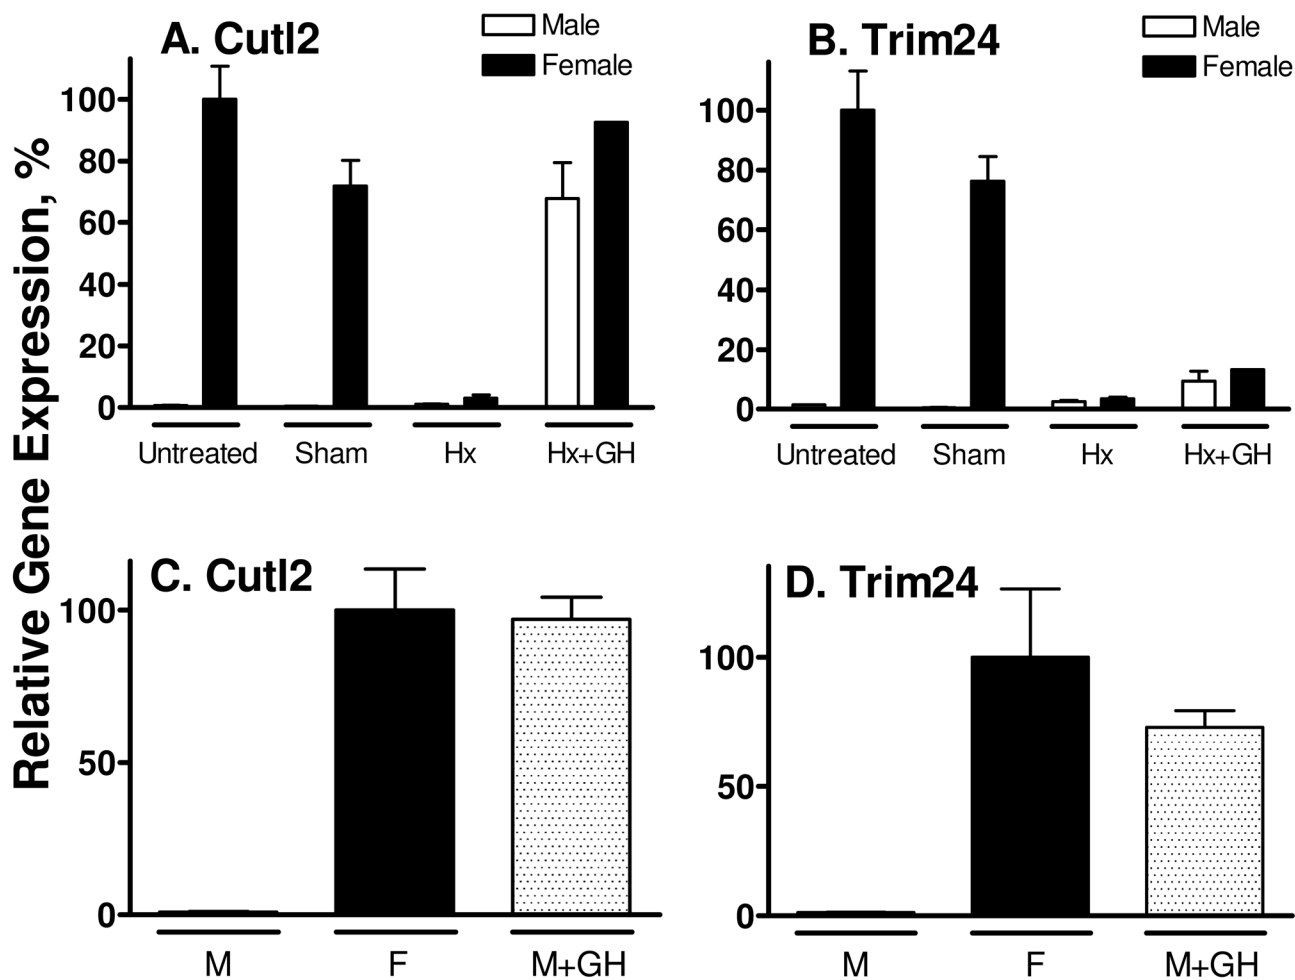 Relative Gene Expression, %
A. Cutl2
Male
Female
100
80
60
40
20
0
Untreated Sham Hx Hx+GH
B. Trim24
Male
Female
100
80
60
40
20
0
Untreated Sham Hx Hx+GH
C. Cutl2
100
50
0
M F M+GH
D. Trim24
100
50
0
M F M+GH